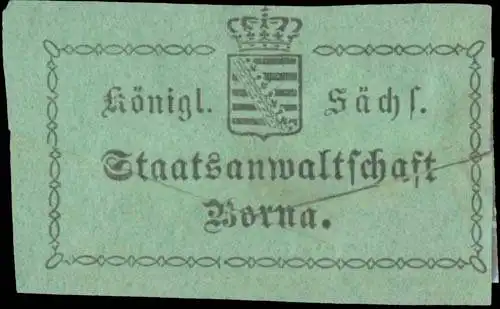 Königl. Sächſ.
Staatsanwaltſchaft
Borna.